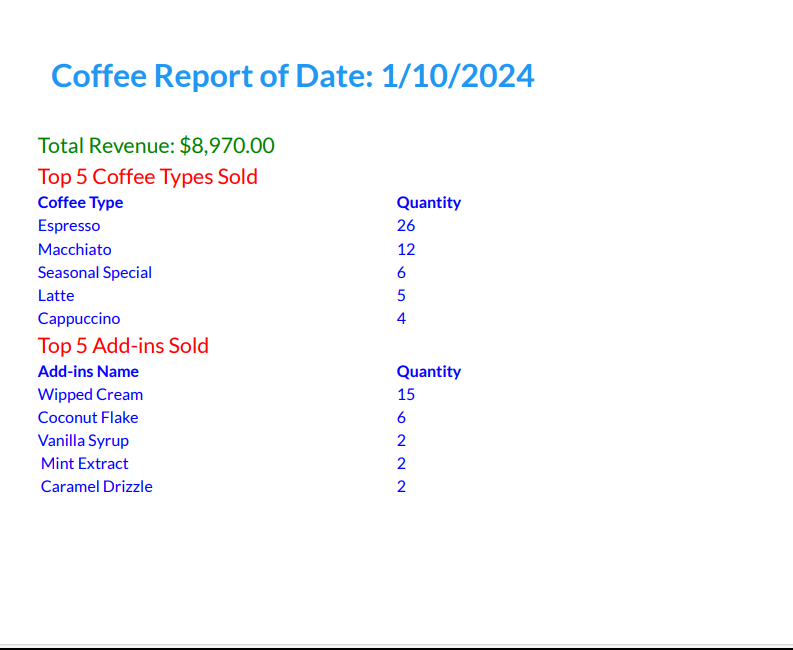 Coffee Report of Date: 1/10/2024
Total Revenue: $8,970.00
Top 5 Coffee Types Sold
Coffee Type Quantity
Espresso 26
Macchiato 12
Seasonal Special 6
Latte 5
Cappuccino 4
Top 5 Add-ins Sold
Add-ins Name Quantity
Wipped Cream 15
Coconut Flake 6
Vanilla Syrup 2
Mint Extract 2
Caramel Drizzle 2